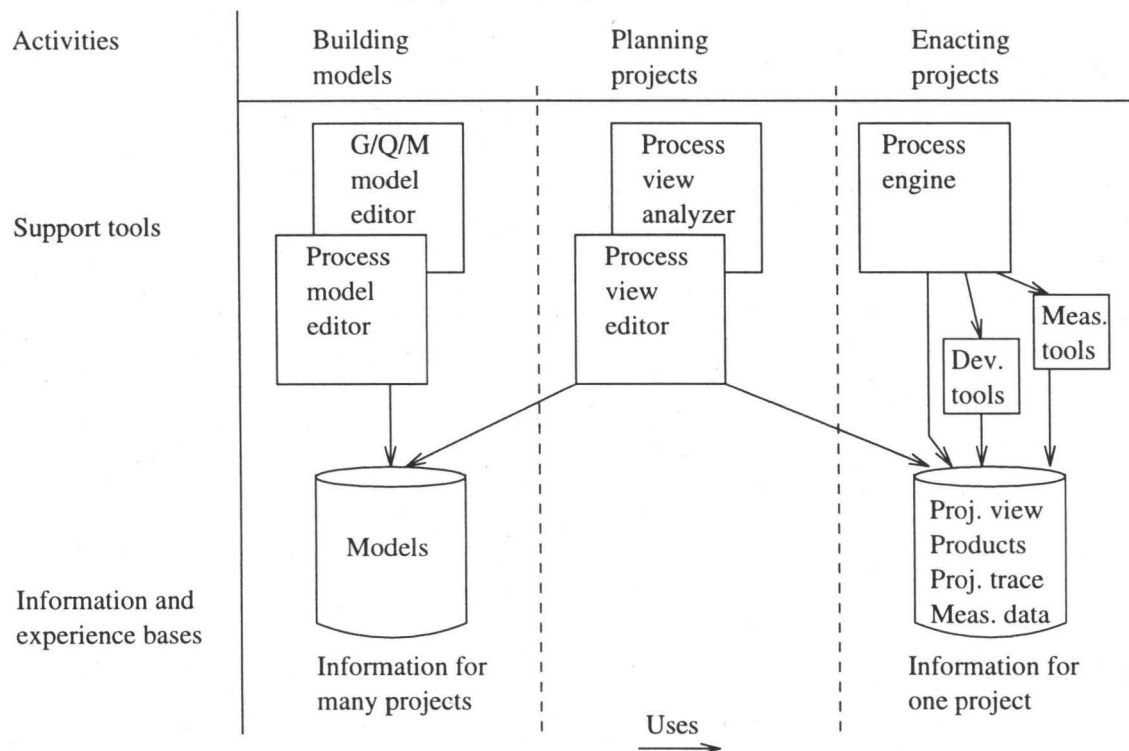 Activities
Building
models
Planning
projects
Enacting
projects
Support tools
G/Q/M
model
editor
Process
model
editor
Process
view
analyzer
Process
view
editor
Process
engine
Dev.
tools
Meas.
tools
Information and
experience bases
Models
Information for
many projects
Proj. view
Products
Proj. trace
Meas. data
Information for
one project
Uses